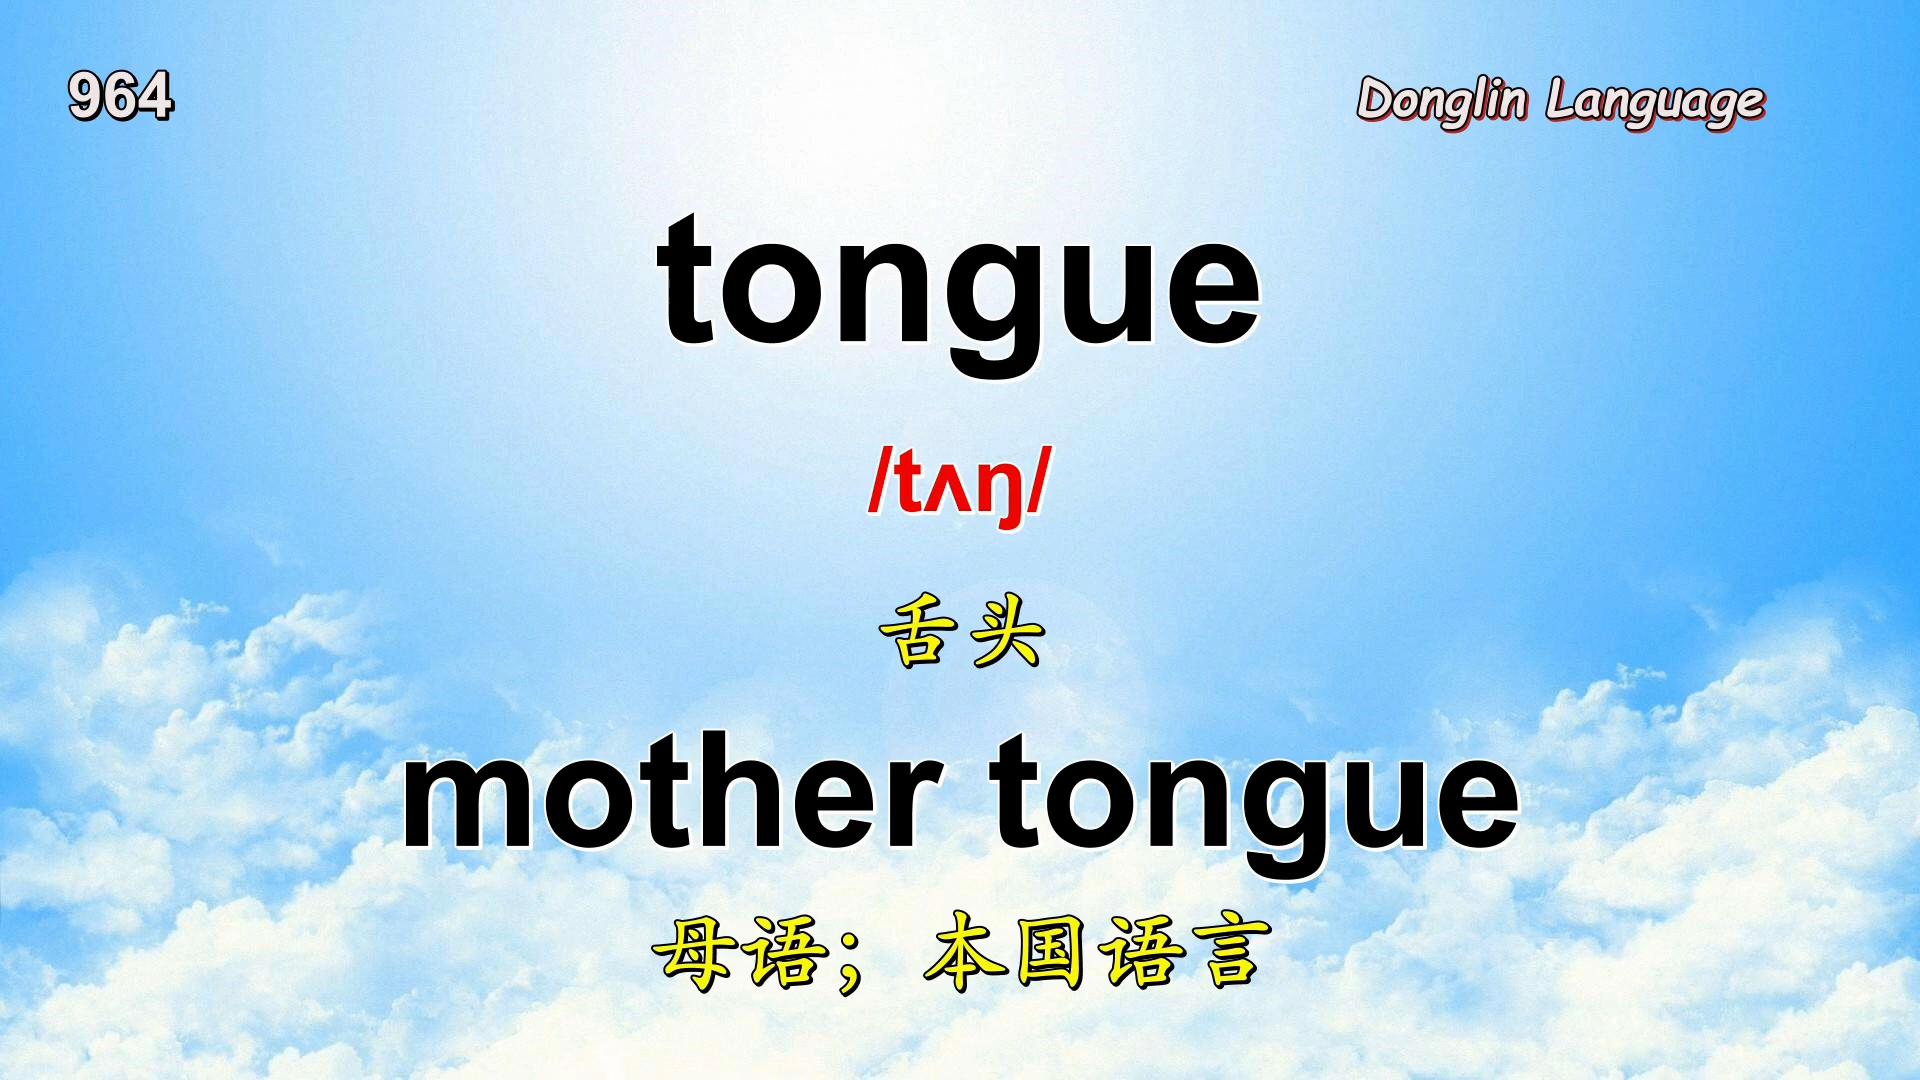 964
Donglin Language
tongue
/tʌŋ/
舌头
mother tongue
母语；本国语言